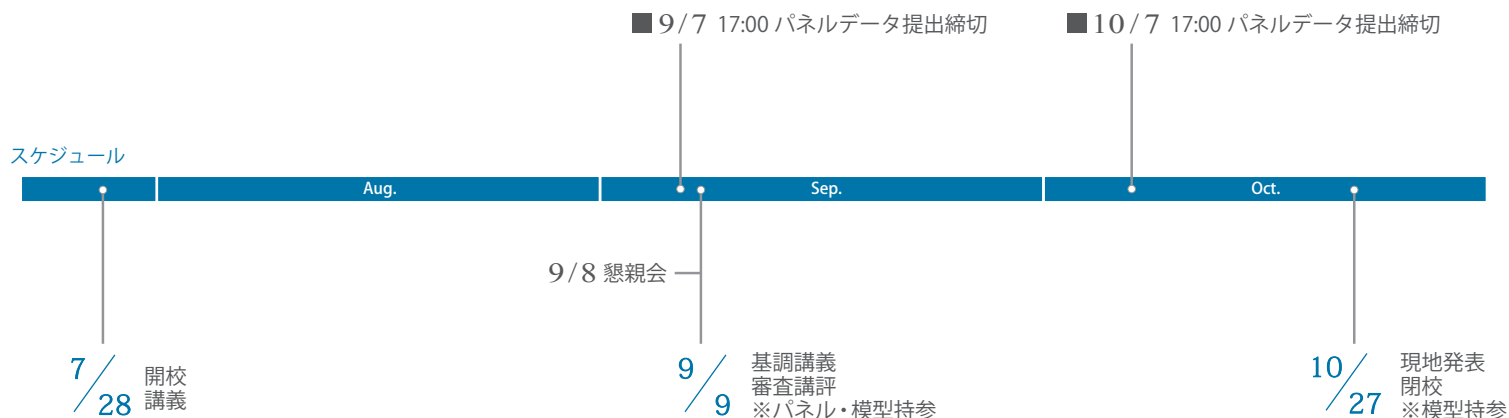 ■ 9/7 17:00 パネルデータ提出締切
■ 10/7 17:00 パネルデータ提出締切
スケジュール
Aug.
Sep.
Oct.
9/8 懇親会
7/28
開校
講義
9/9
基調講義
審査講評
※パネル・模型持参
10/27
現地発表
閉校
※模型持参